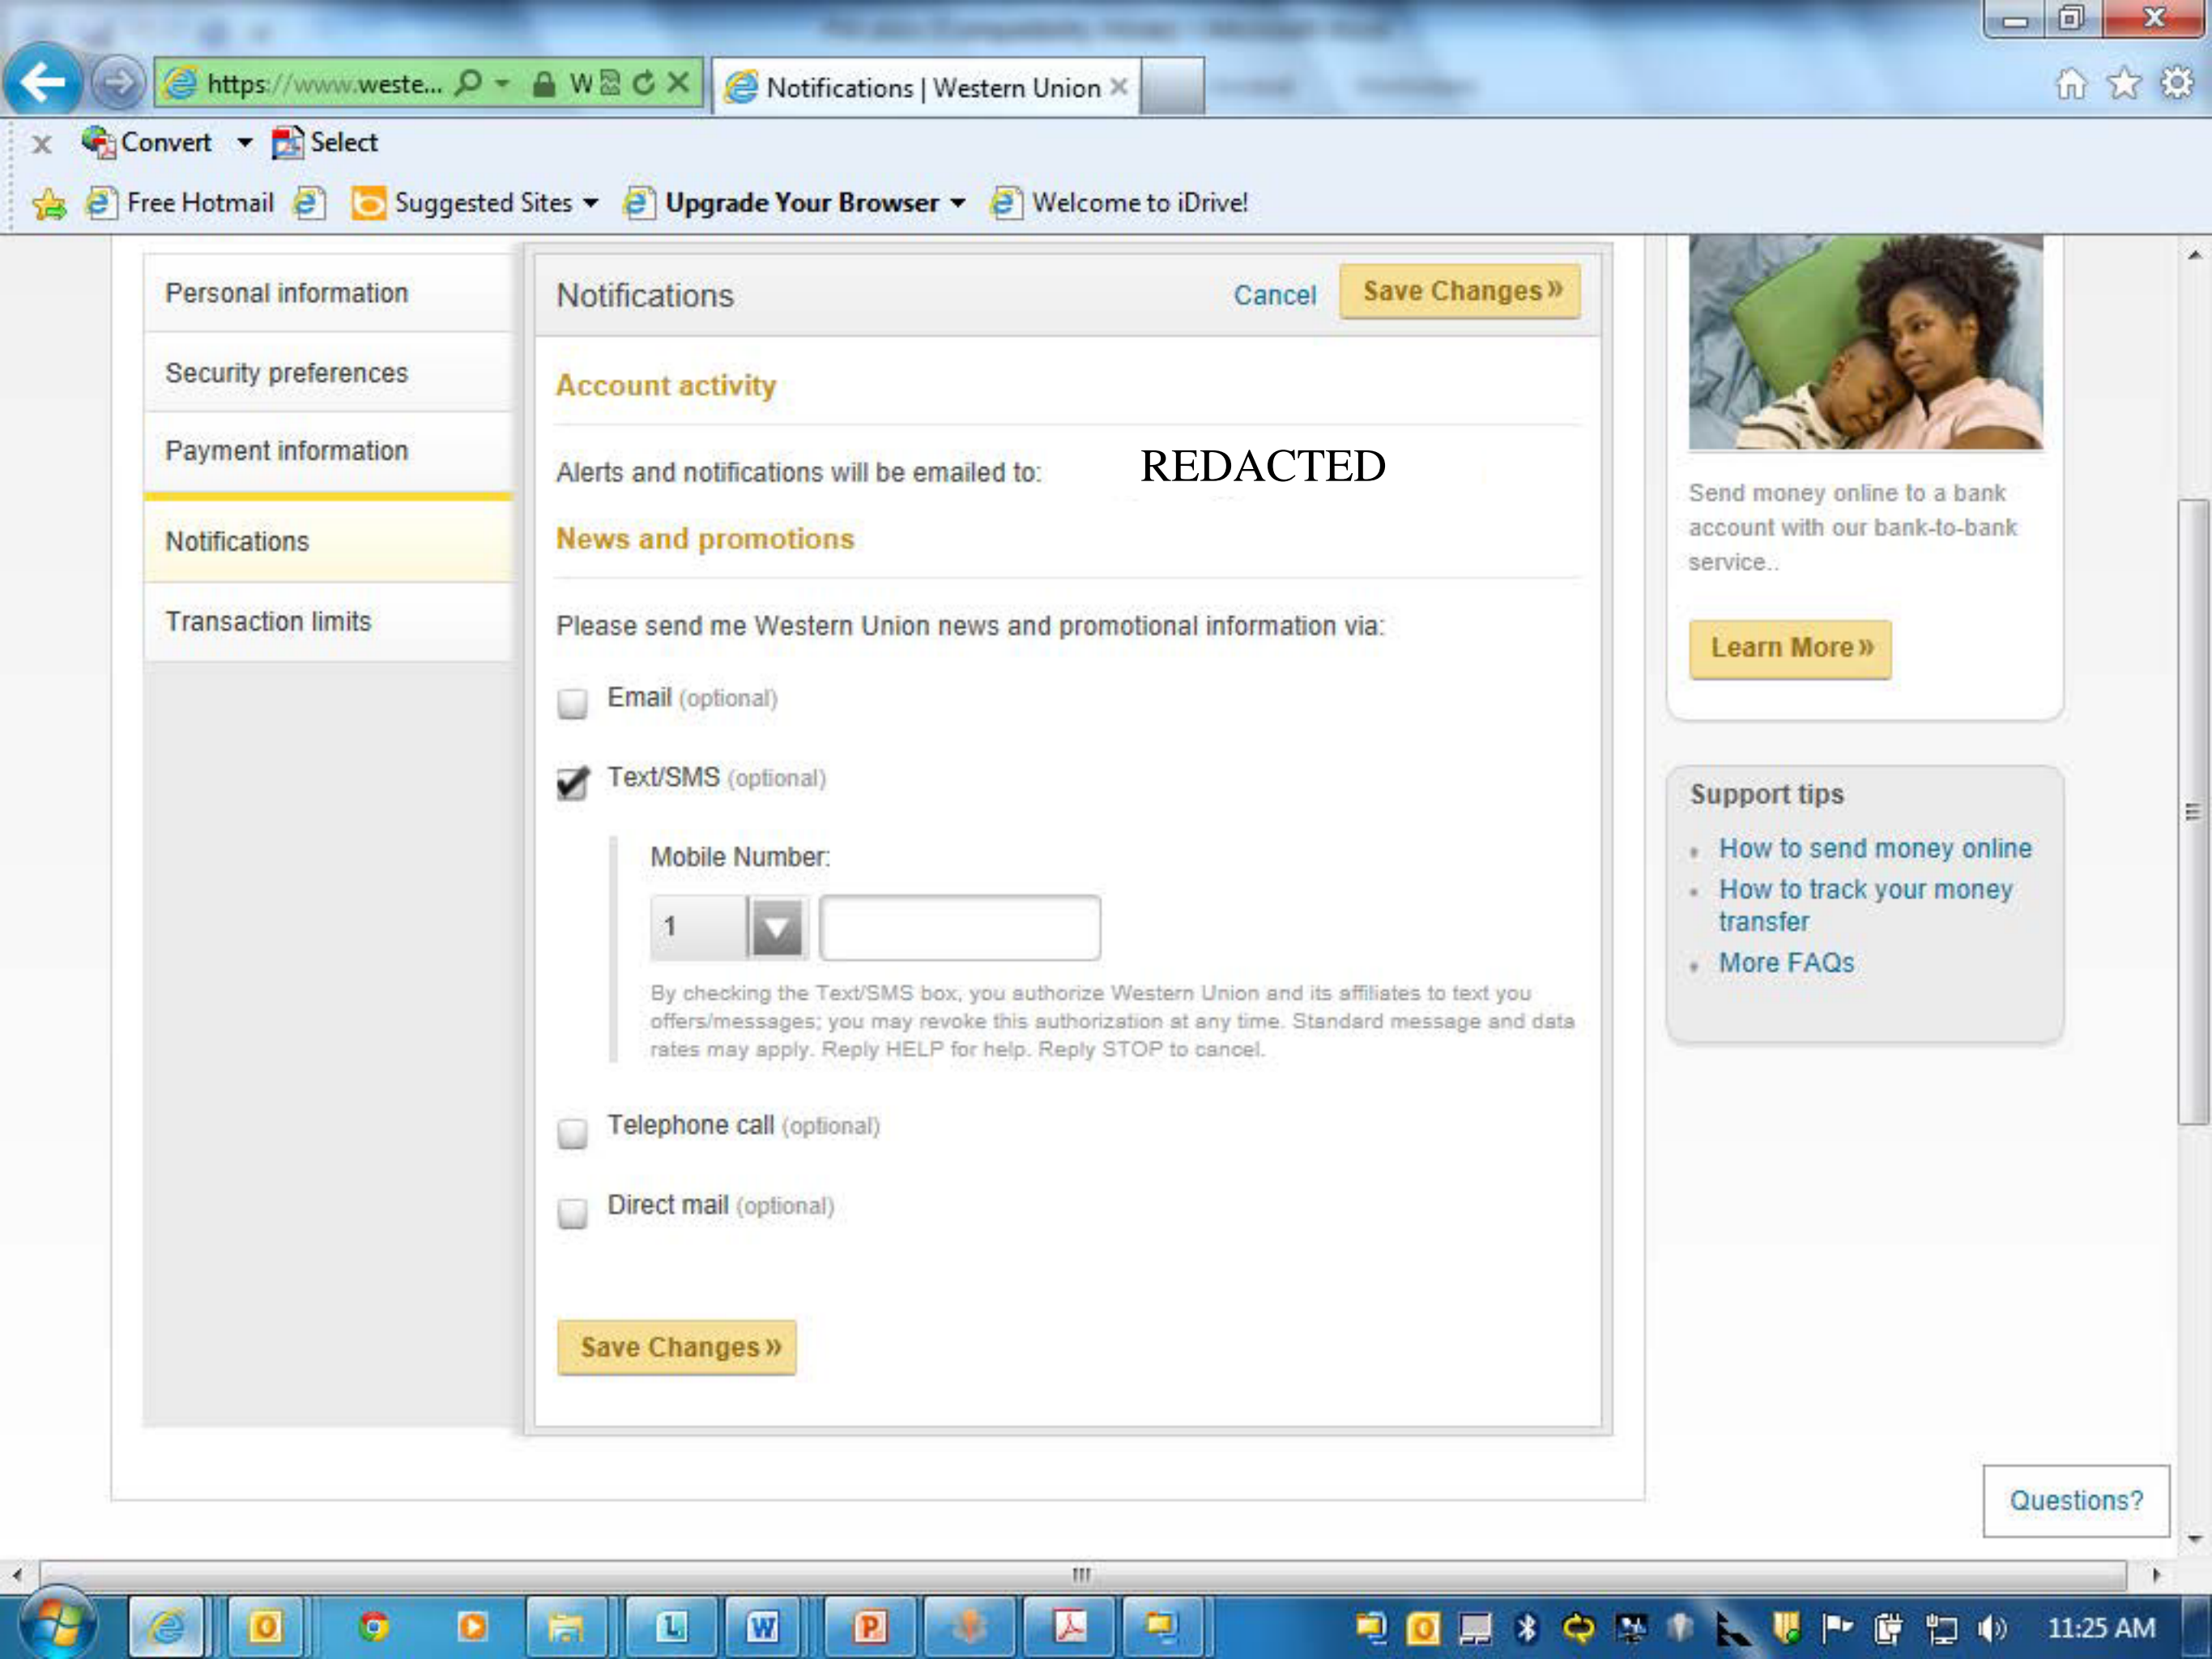 https://www.weste...
Notifications | Western Union
Convert
Select
Free Hotmail
Suggested Sites
Upgrade Your Browser
Welcome to iDrive!
Personal information
Security preferences
Payment information
Notifications
Transaction limits
Notifications
Cancel
Save Changes»
Account activity
Alerts and notifications will be emailed to: REDACTED
News and promotions
Please send me Western Union news and promotional information via:
Email (optional)
Text/SMS (optional)
Mobile Number:
1
By checking the Text/SMS box, you authorize Western Union and its affiliates to text you
offers/messages; you may revoke this authorization at any time. Standard message and data
rates may apply. Reply HELP for help. Reply STOP to cancel.
Telephone call (optional)
Direct mail (optional)
Save Changes»
Send money online to a bank
account with our bank-to-bank
service..
Learn More»
Support tips
How to send money online
How to track your money
transfer
More FAQs
Questions?
11:25 AM